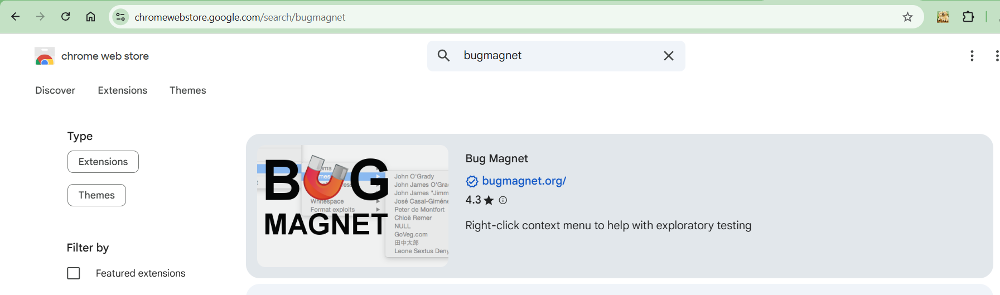 chromewebstore.google.com/search/bugmagnet
chrome web store
bugmagnet
Discover Extensions Themes
Type
Extensions
Themes
Filter by
Featured extensions
BUG
MAGNET
Whitespace
Format exploits
John O'Grady
John James O'Gra
John James "Jimm
José Casal-Giméne
Peter de Montfort
Chloë Rømer
NULL
GoVeg.com
田中太郎
Leone Sextus Deny
Bug Magnet
bugmagnet.org/
4.3
Right-click context menu to help with exploratory testing